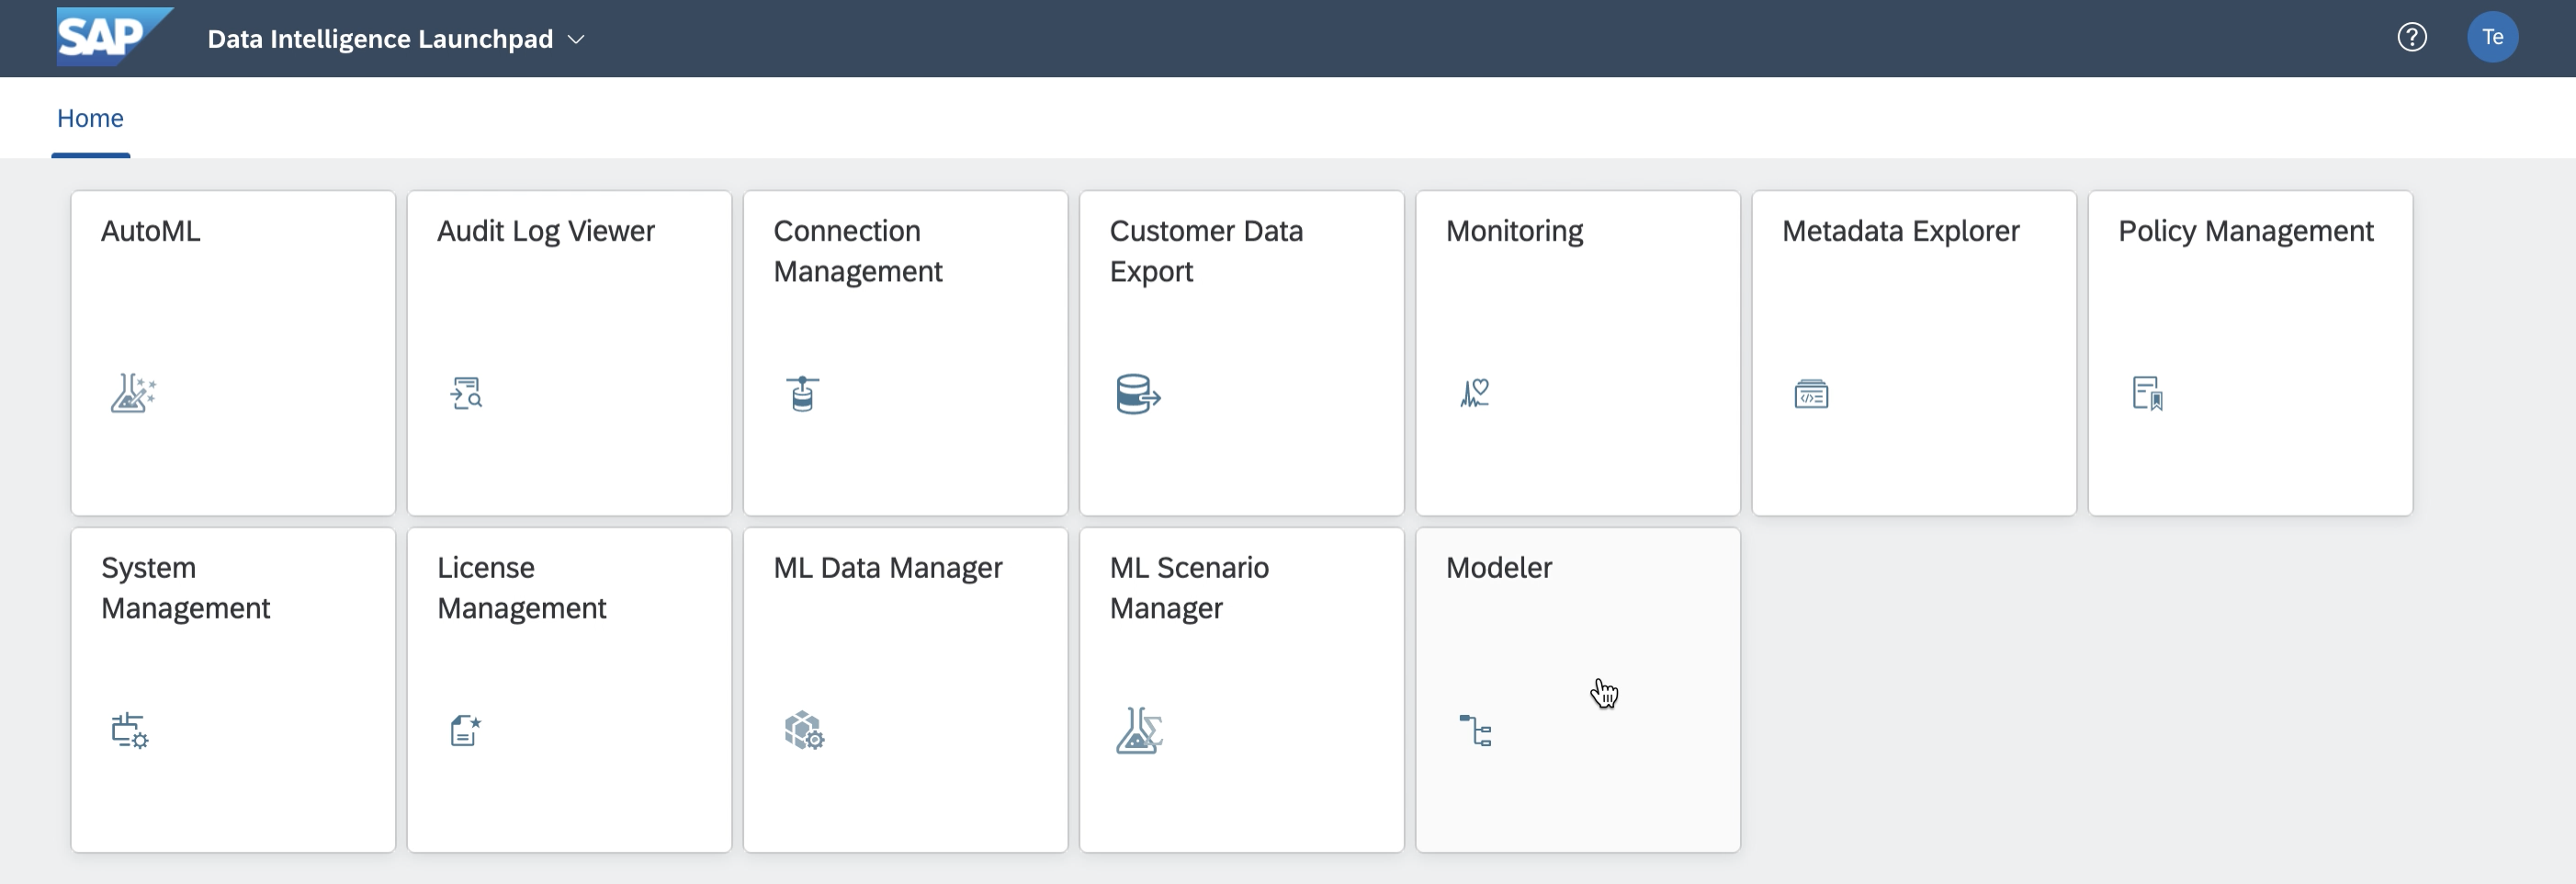 SAP Data Intelligence Launchpad
Te
Home
AutoML
Audit Log Viewer
Connection
Management
Customer Data
Export
Monitoring
Metadata Explorer
Policy Management
System
Management
License
Management
ML Data Manager
ML Scenario
Manager
Modeler